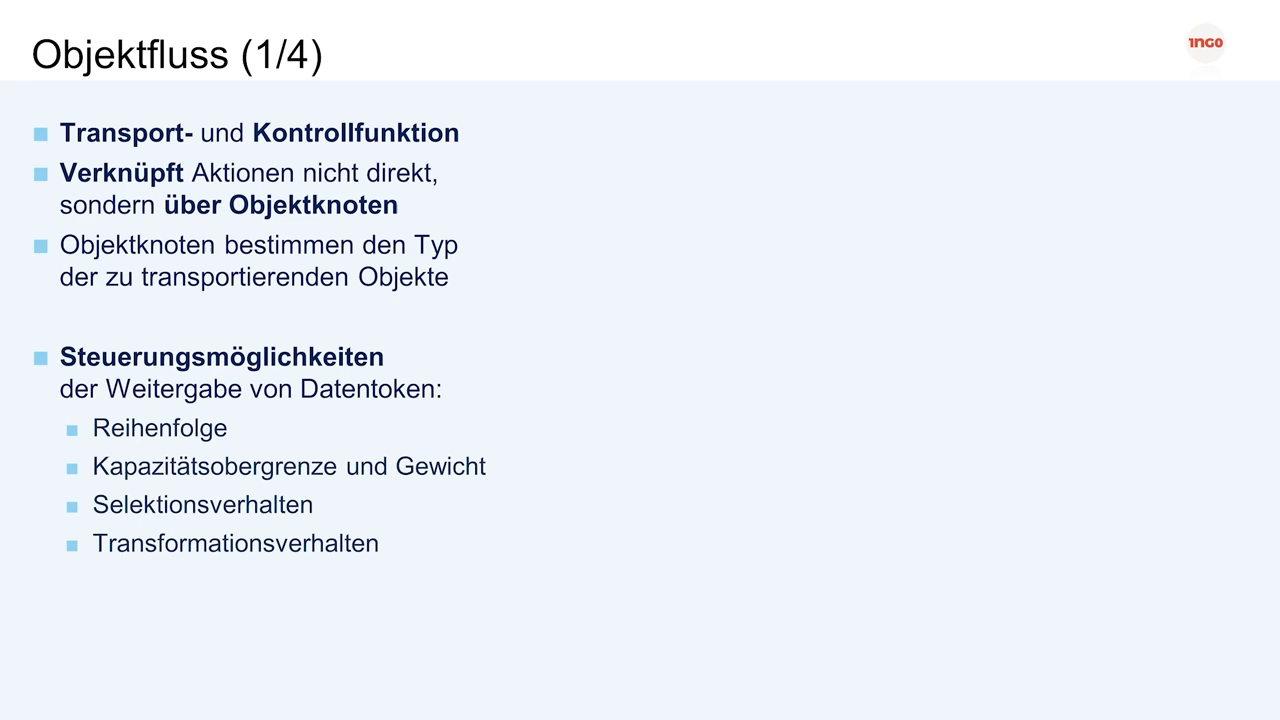 Objektfluss (1/4)
1NGO
Transport- und Kontrollfunktion
Verknüpft Aktionen nicht direkt,
sondern über Objektknoten
Objektknoten bestimmen den Typ
der zu transportierenden Objekte
Steuerungsmöglichkeiten
der Weitergabe von Datentoken:
Reihenfolge
Kapazitätsobergrenze und Gewicht
Selektionsverhalten
Transformationsverhalten